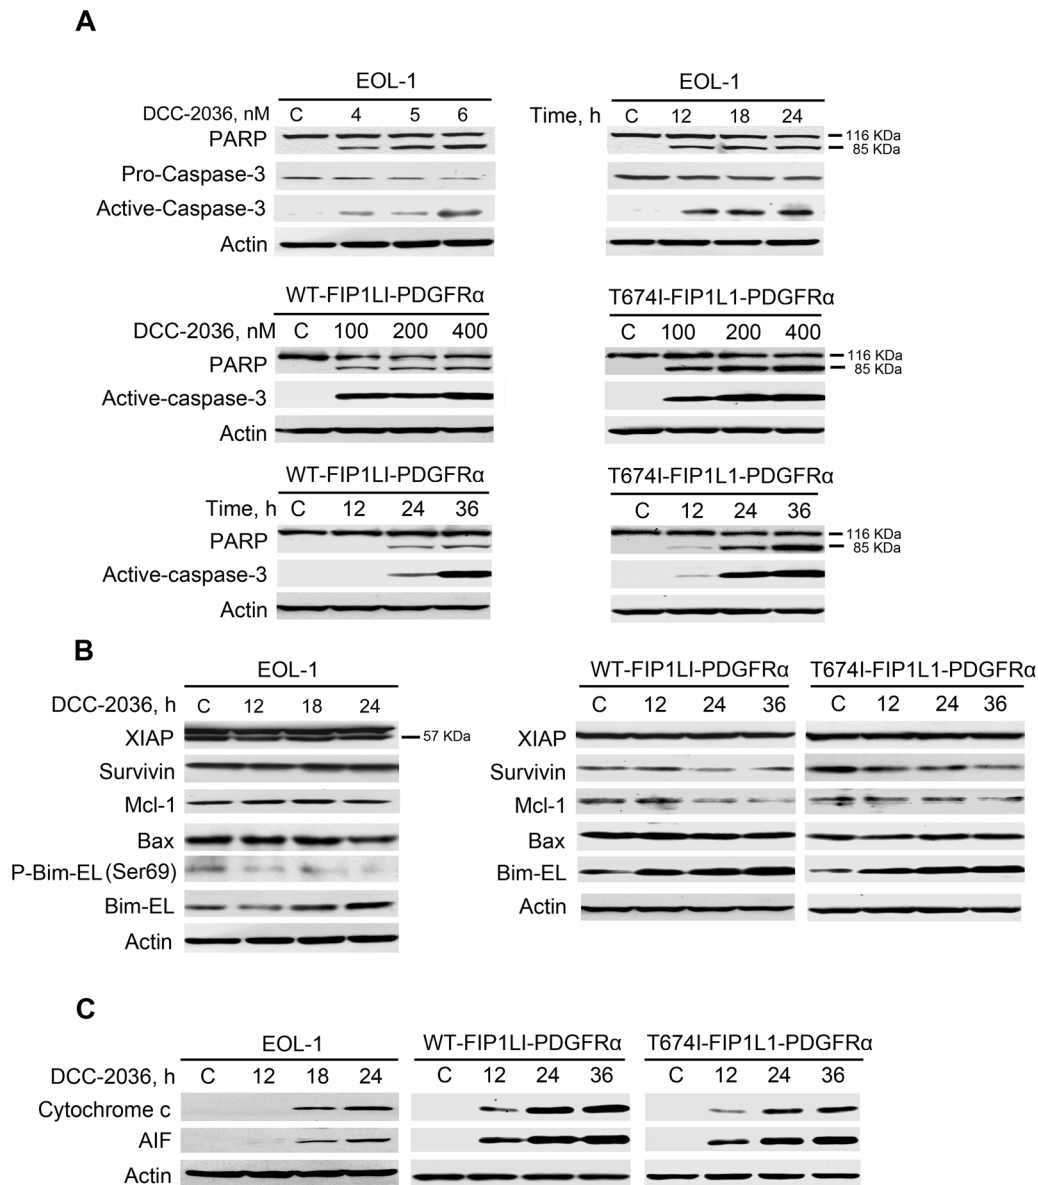 A
EOL-1 EOL-1
DCC-2036, nM C 4 5 6 Time, h C 12 18 24
PARP 116 KDa
85 KDa
Pro-Caspase-3
Active-Caspase-3
Actin
WT-FIP1LI-PDGFRα T674I-FIP1L1-PDGFRα
DCC-2036, nM C 100 200 400 C 100 200 400
PARP 116 KDa
85 KDa
Active-caspase-3
Actin
WT-FIP1LI-PDGFRα T674I-FIP1L1-PDGFRα
Time, h C 12 24 36 C 12 24 36
PARP 116 KDa
85 KDa
Active-caspase-3
Actin
B
EOL-1 WT-FIP1LI-PDGFRα T674I-FIP1L1-PDGFRα
DCC-2036, h C 12 18 24 C 12 24 36 C 12 24 36
XIAP 57 KDa XIAP
Survivin Survivin
Mcl-1 Mcl-1
Bax Bax
P-Bim-EL (Ser69) Bim-EL
Bim-EL Actin
Actin
C
EOL-1 WT-FIP1LI-PDGFRα T674I-FIP1L1-PDGFRα
DCC-2036, h C 12 18 24 C 12 24 36 C 12 24 36
Cytochrome c
AIF
Actin